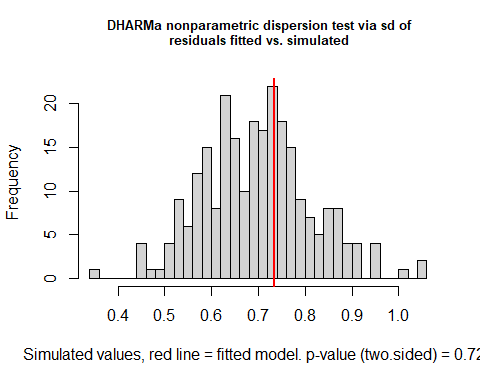 DHARMa nonparametric dispersion test via sd of
residuals fitted vs. simulated
Frequency
20
15
10
5
0
0.4 0.5 0.6 0.7 0.8 0.9 1.0
Simulated values, red line = fitted model. p-value (two.sided) = 0.72